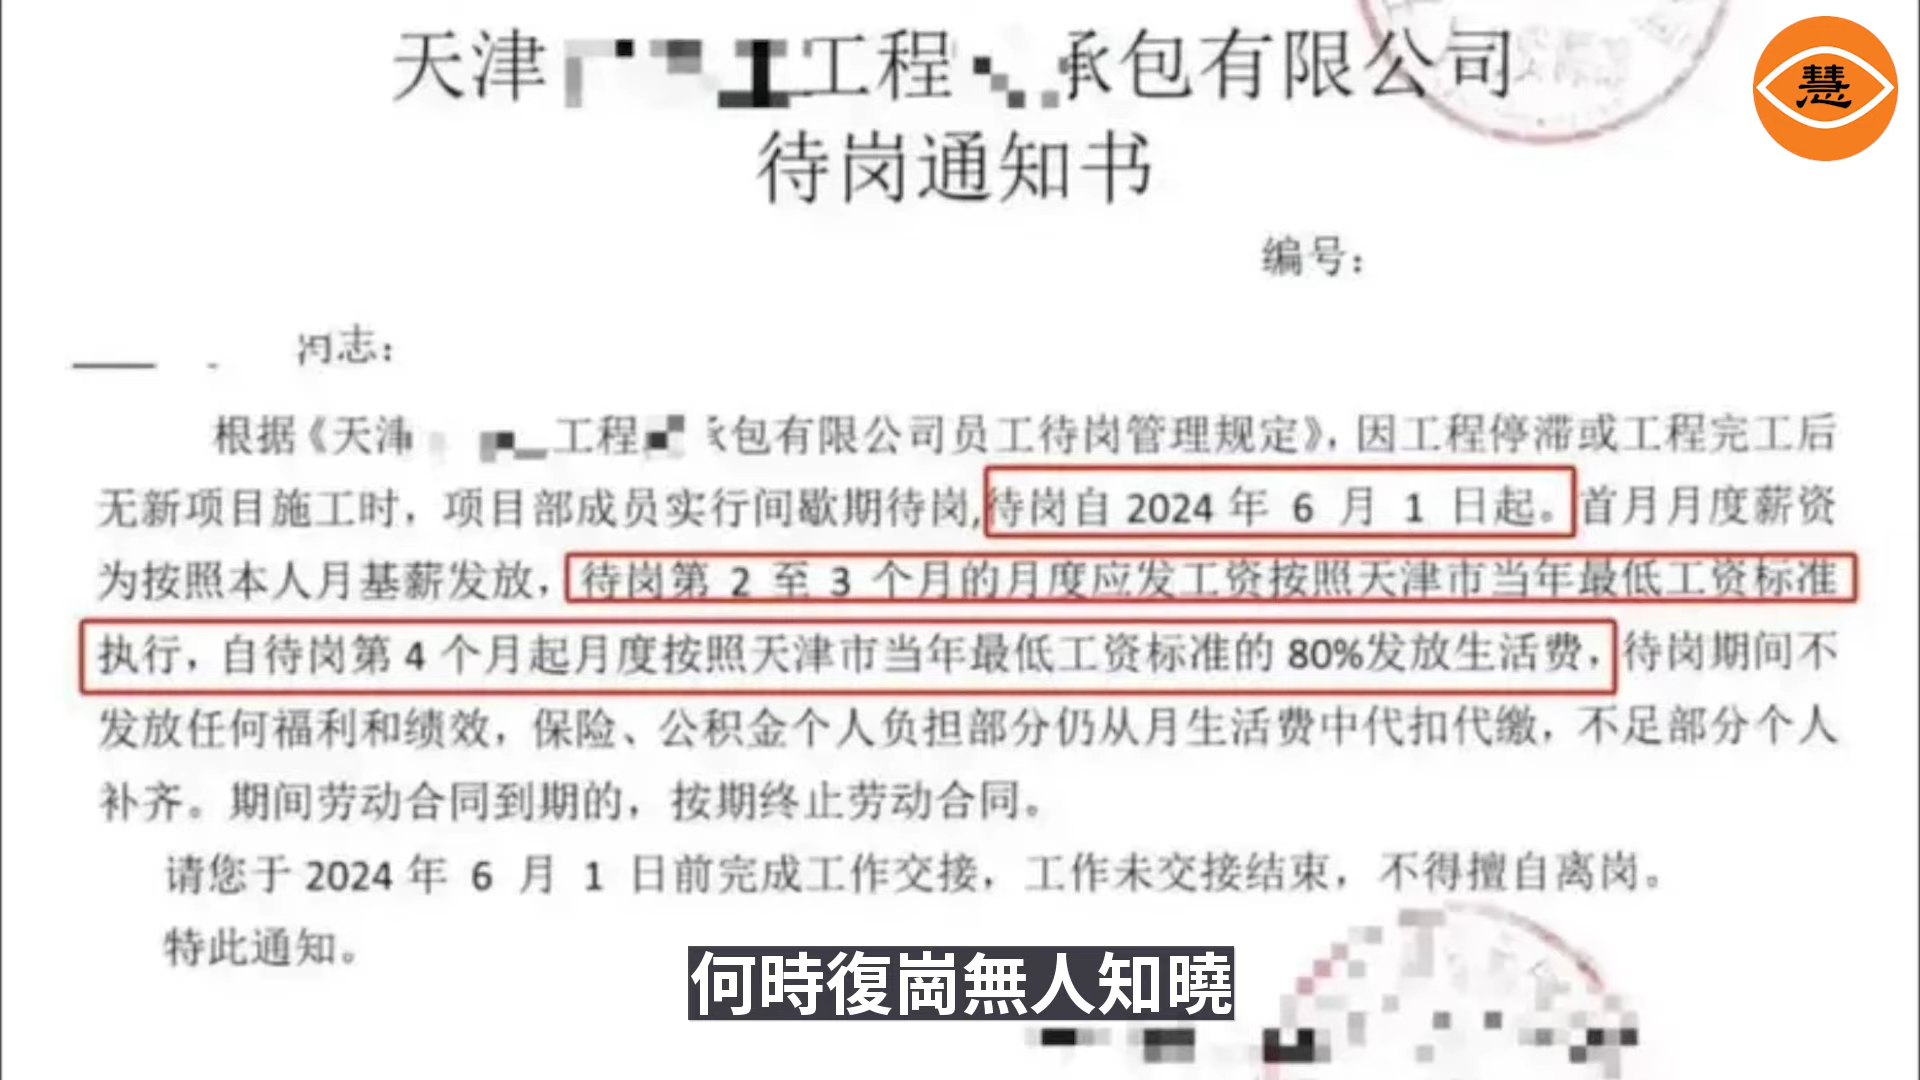 天津 工程 承包有限公司
慧
待岗通知书
编号：
同志：
根据《天津 工程 承包有限公司员工待岗管理规定》，因工程停滞或工程完工后
无新项目施工时，项目部成员实行间歇期待岗,待岗自 2024 年 6 月 1 日起。首月月度薪资
为按照本人月基薪发放，待岗第 2 至 3 个月的月度应发工资按照天津市当年最低工资标准
执行，自待岗第 4 个月起月度按照天津市当年最低工资标准的 80%发放生活费，待岗期间不
发放任何福利和绩效，保险、公积金个人负担部分仍从月生活费中代扣代缴，不足部分个人
补齐。期间劳动合同到期的，按期终止劳动合同。
请您于 2024 年 6 月 1 日前完成工作交接，工作未交接结束，不得擅自离岗。
特此通知。
何時復崗無人知曉